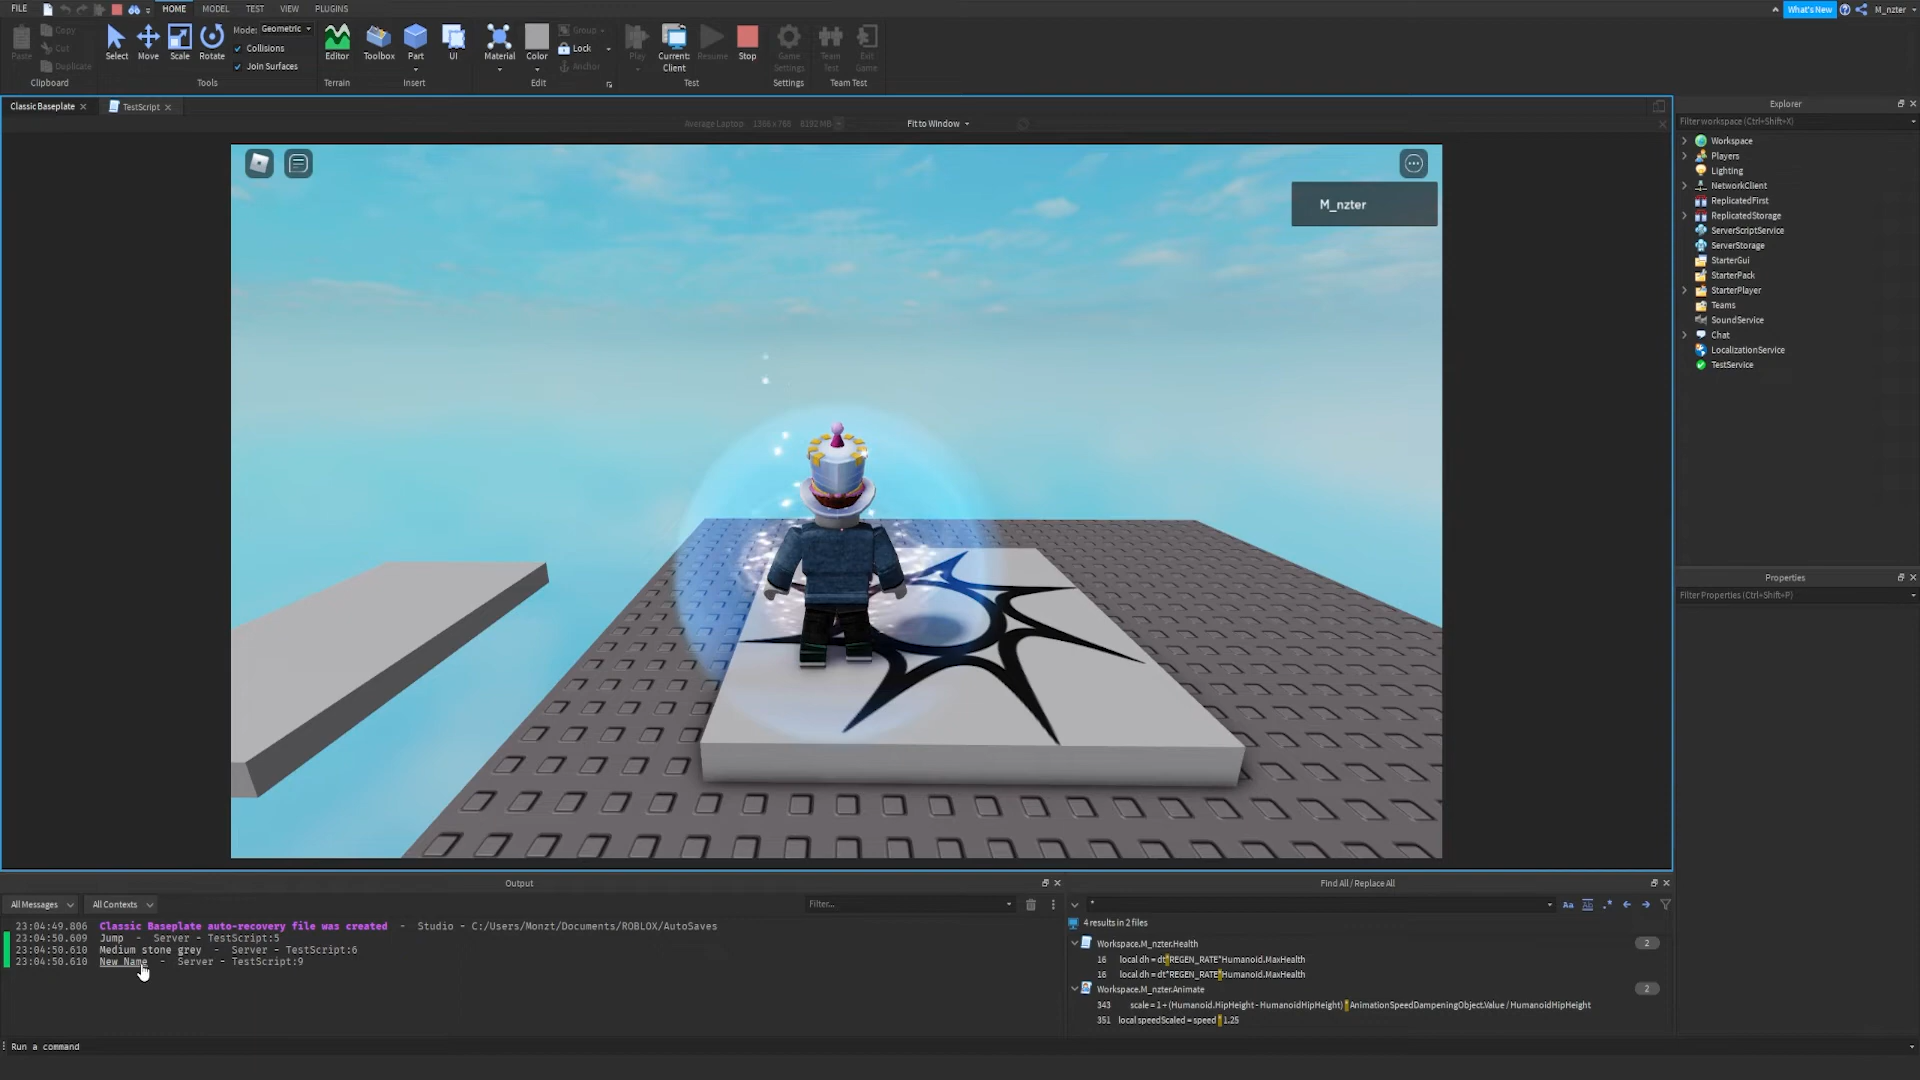 FILE HOME MODEL TEST VIEW PLUGINS What's New M_nzter
Paste Copy Cut Duplicate Clipboard
Select Move Scale Rotate Mode: Geometric Collisions Join Surfaces Tools
Editor Terrain
Toolbox Part UI Insert
Material Color Group Lock Anchor Edit
Play Current: Client Resume Stop Test
Game Settings Settings
Team Test Exit Game Team Test
Classic Baseplate TestScript
Average Laptop 1366 x 768 8192 MB Fit to Window
M_nzter
Explorer
Filter workspace (Ctrl+Shift+X)
Workspace
Players
Lighting
NetworkClient
ReplicatedFirst
ReplicatedStorage
ServerScriptService
ServerStorage
StarterGui
StarterPack
StarterPlayer
Teams
SoundService
Chat
LocalizationService
TestService
Properties
Filter Properties (Ctrl+Shift+P)
Output
All Messages All Contexts Filter...
23:04:49.806 Classic Baseplate auto-recovery file was created - Studio - C:/Users/Monzt/Documents/ROBLOX/AutoSaves
23:04:50.609 Jump - Server - TestScript:5
23:04:50.610 Medium stone grey - Server - TestScript:6
23:04:50.610 New Name - Server - TestScript:9
Find All / Replace All
*
Aa Ab .*
4 results in 2 files
Workspace.M_nzter.Health 2
16 local dh = dt*REGEN_RATE*Humanoid.MaxHealth
16 local dh = dt*REGEN_RATE*Humanoid.MaxHealth
Workspace.M_nzter.Animate 2
343 scale = 1 + (Humanoid.HipHeight - HumanoidHipHeight) * AnimationSpeedDampeningObject.Value / HumanoidHipHeight
351 local speedScaled = speed * 1.25
Run a command